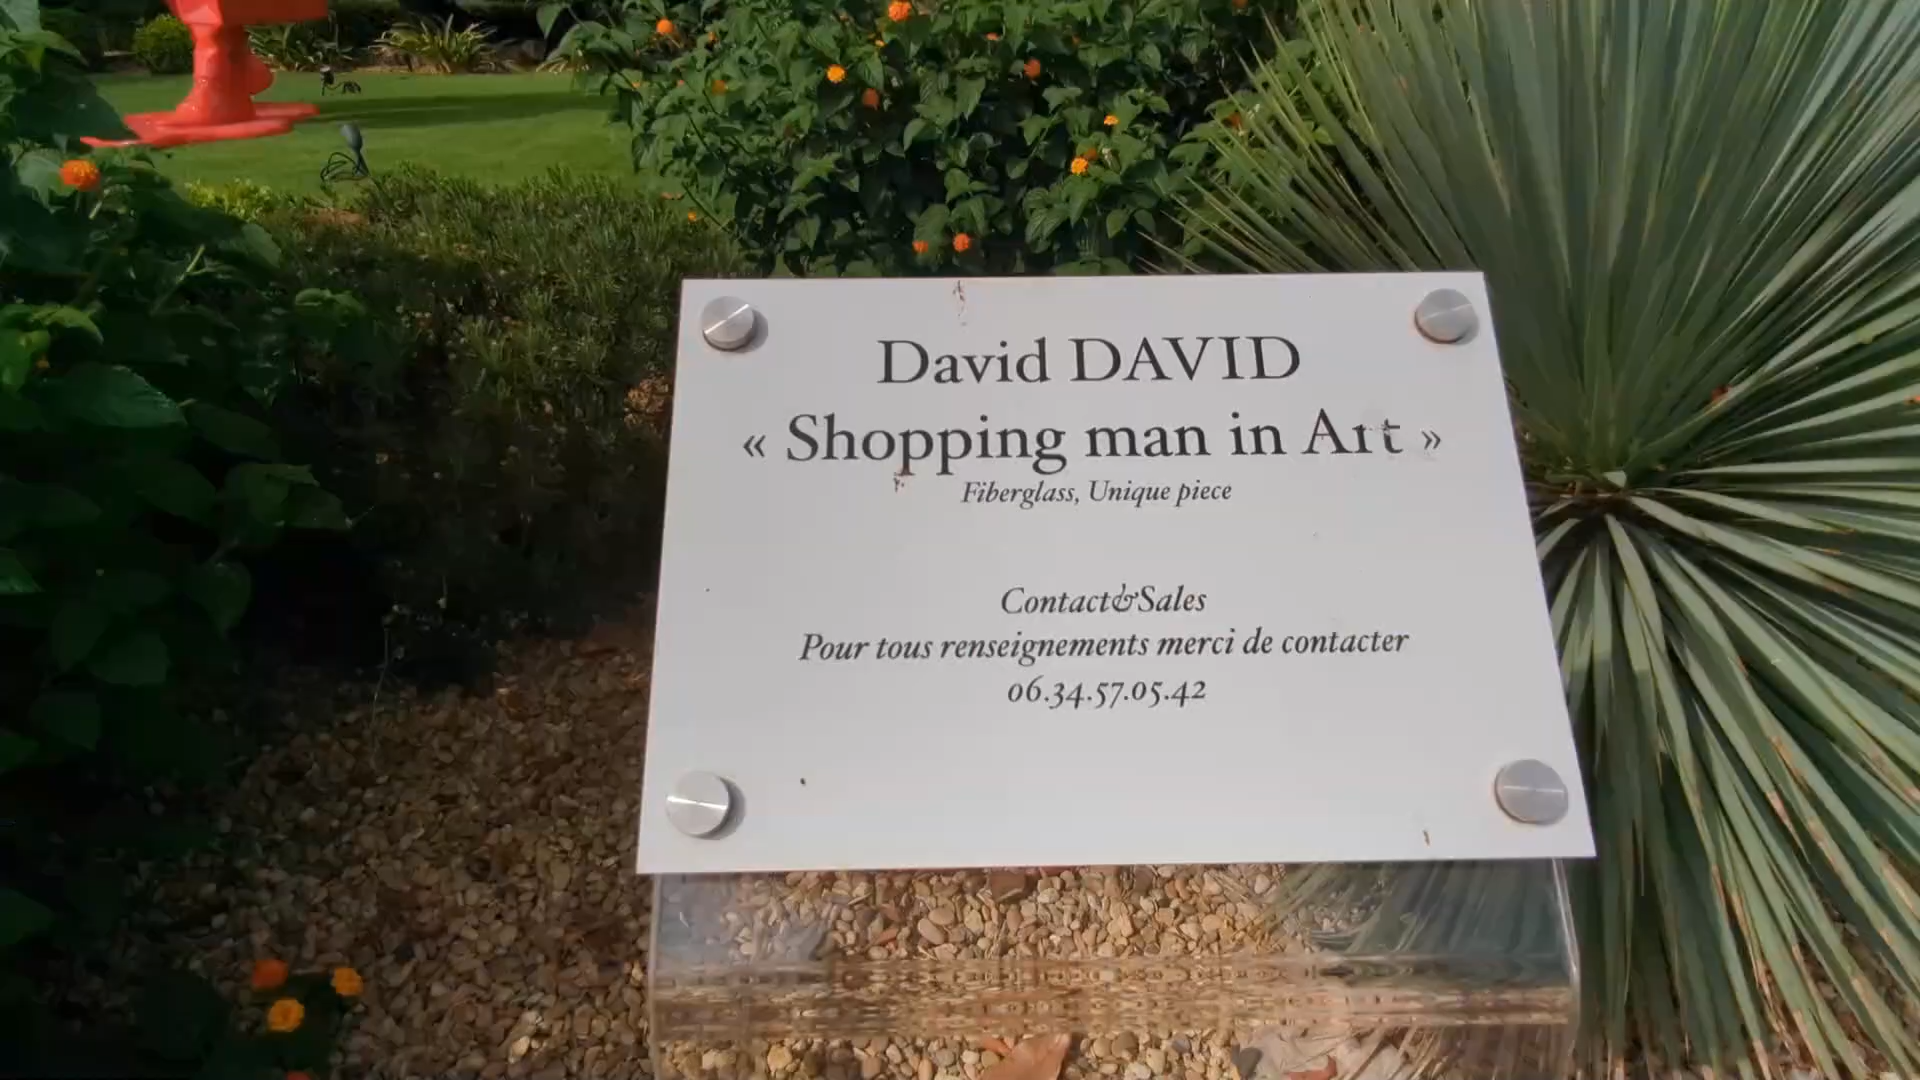 David DAVID
« Shopping man in Art »
Fiberglass, Unique piece
Contact&Sales
Pour tous renseignements merci de contacter
06.34.57.05.42